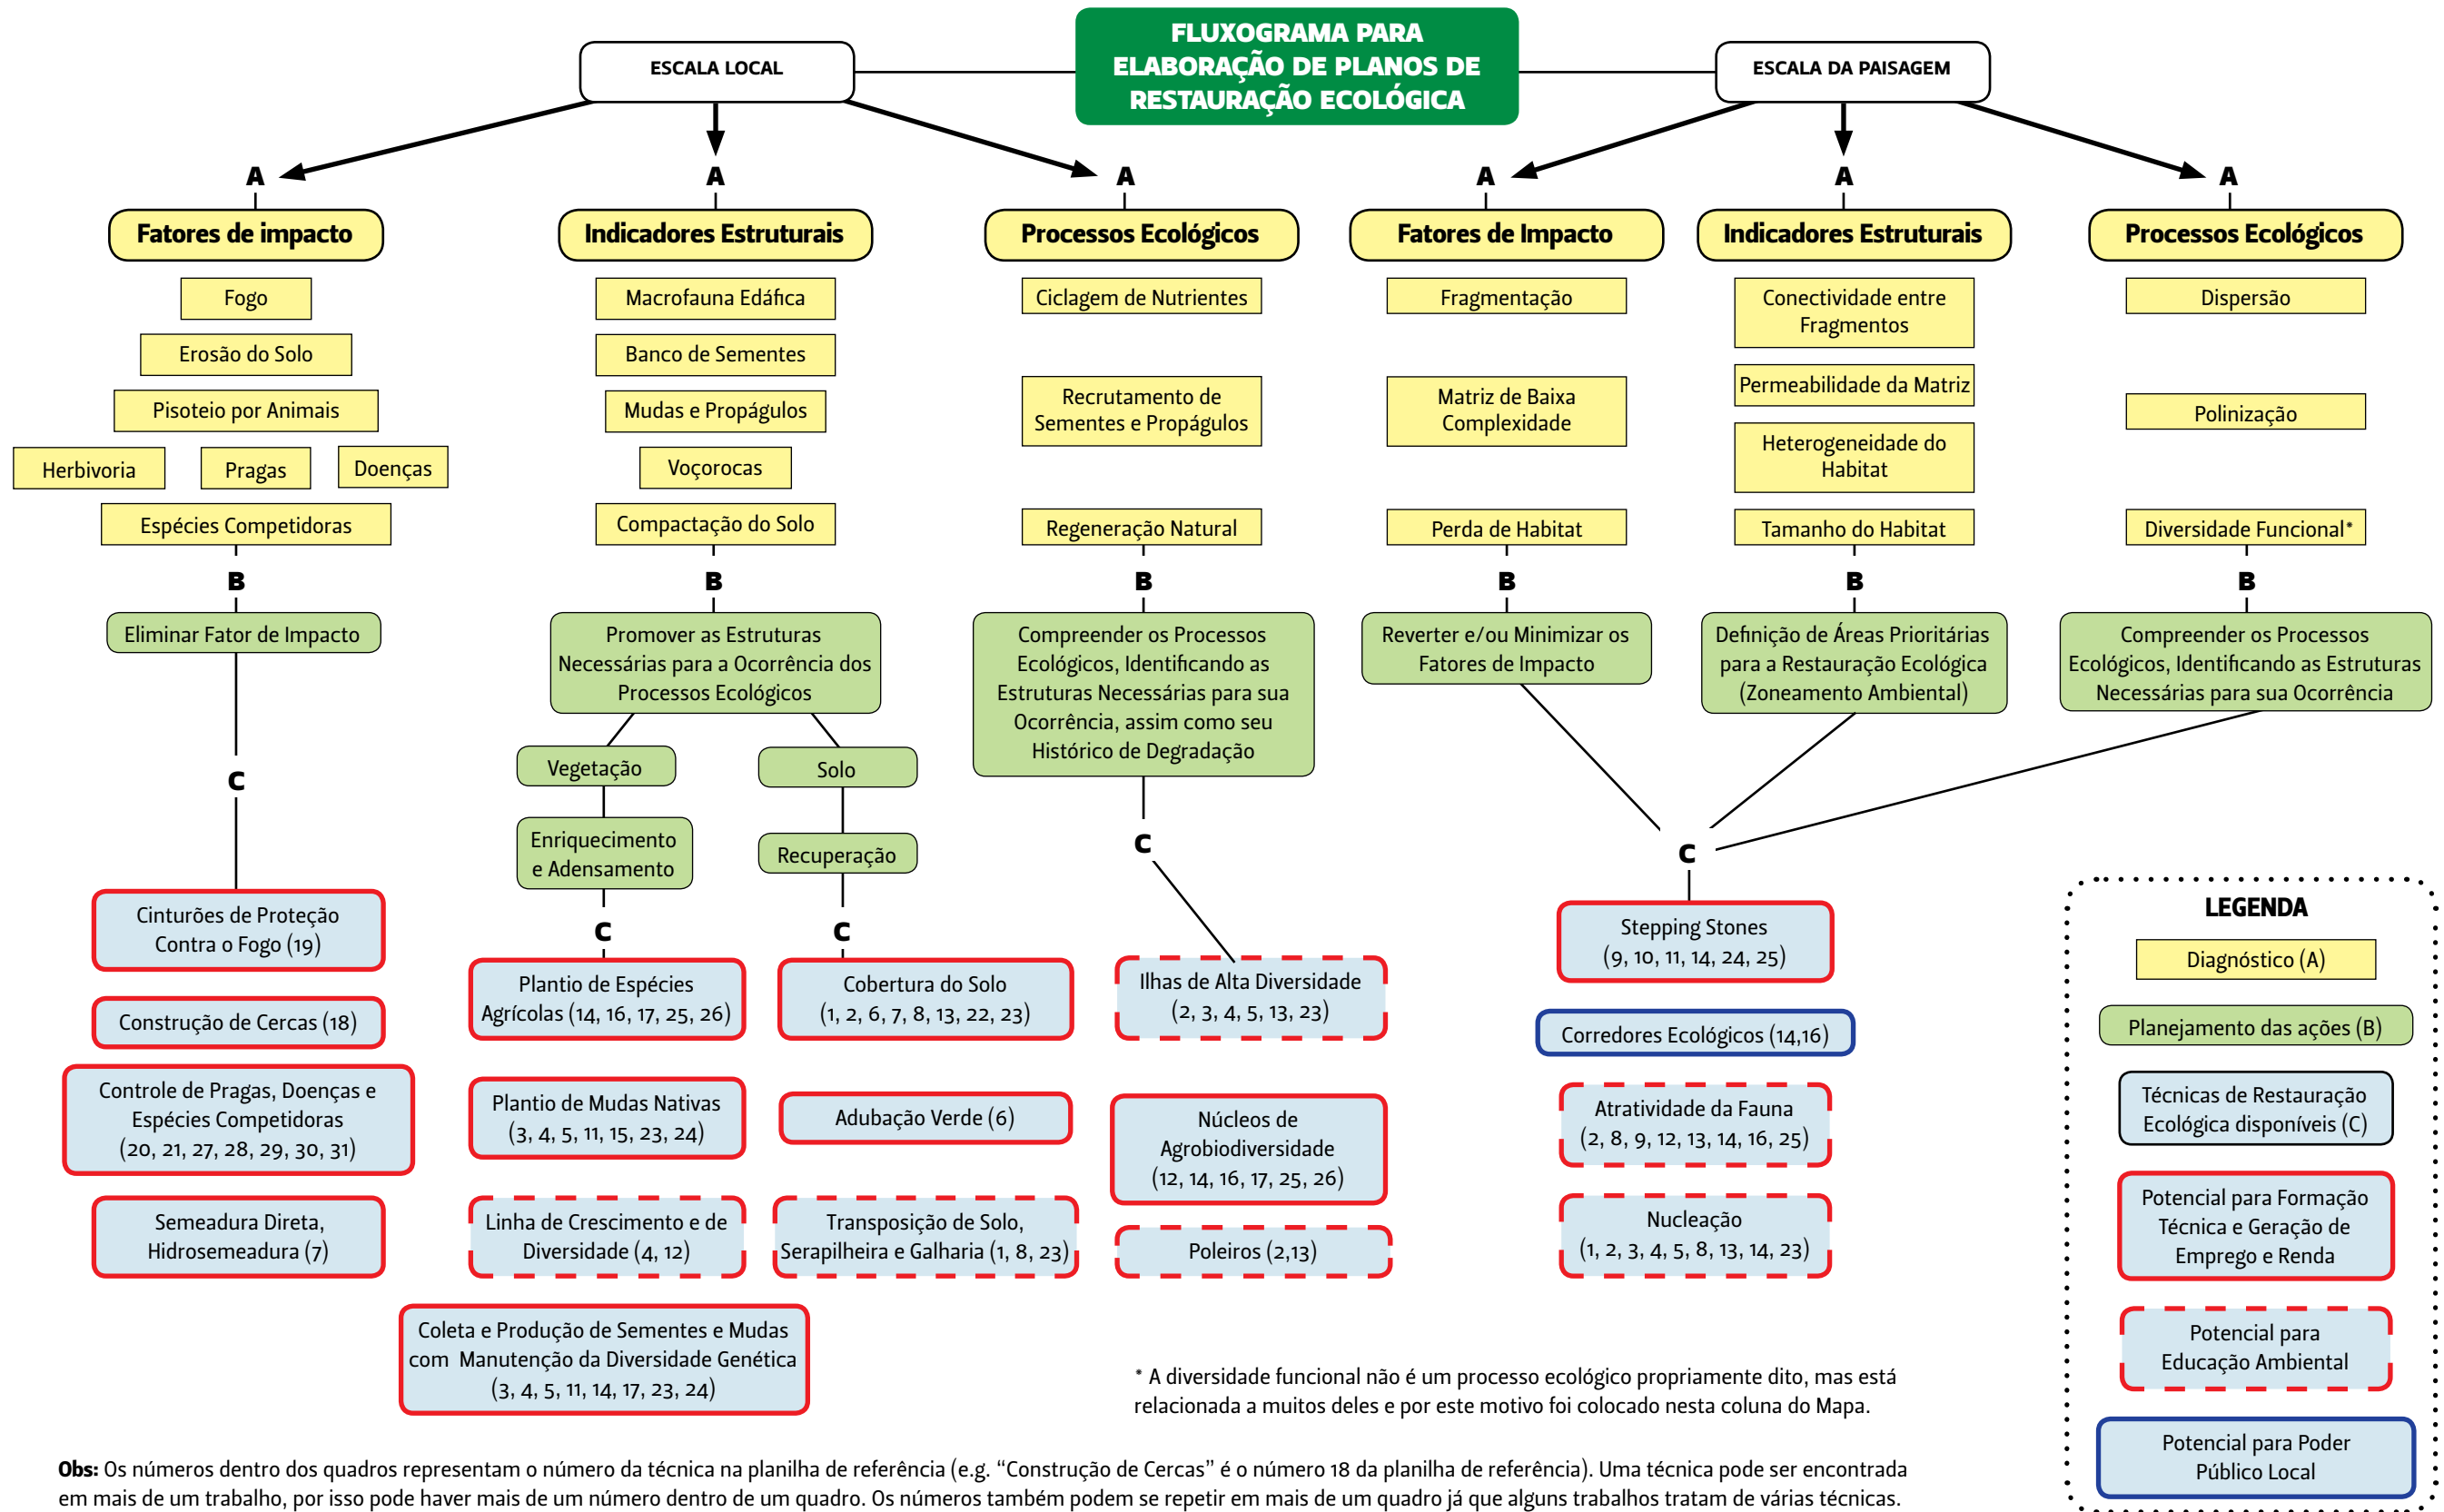 FLUXOGRAMA PARA
ELABORAÇÃO DE PLANOS DE
RESTAURAÇÃO ECOLÓGICA
ESCALA LOCAL
ESCALA DA PAISAGEM
A
A
A
A
A
A
Fatores de impacto
Indicadores Estruturais
Processos Ecológicos
Fatores de Impacto
Indicadores Estruturais
Processos Ecológicos
Fogo
Erosão do Solo
Pisoteio por Animais
Herbivoria
Pragas
Doenças
Espécies Competidoras
B
Eliminar Fator de Impacto
C
Cinturões de Proteção
Contra o Fogo (19)
Construção de Cercas (18)
Controle de Pragas, Doenças e
Espécies Competidoras
(20, 21, 27, 28, 29, 30, 31)
Semeadura Direta,
Hidrosemeadura (7)
Macrofauna Edáfica
Banco de Sementes
Mudas e Propágulos
Voçorocas
Compactação do Solo
B
Promover as Estruturas
Necessárias para a Ocorrência dos
Processos Ecológicos
Vegetação
Enriquecimento
e Adensamento
C
Plantio de Espécies
Agrícolas (14, 16, 17, 25, 26)
Plantio de Mudas Nativas
(3, 4, 5, 11, 15, 23, 24)
Linha de Crescimento e de
Diversidade (4, 12)
Coleta e Produção de Sementes e Mudas
com Manutenção da Diversidade Genética
(3, 4, 5, 11, 14, 17, 23, 24)
Solo
Recuperação
C
Cobertura do Solo
(1, 2, 6, 7, 8, 13, 22, 23)
Adubação Verde (6)
Transposição de Solo,
Serapilheira e Galharia (1, 8, 23)
Ciclagem de Nutrientes
Recrutamento de
Sementes e Propágulos
Regeneração Natural
B
Compreender os Processos
Ecológicos, Identificando as
Estruturas Necessárias para sua
Ocorrência, assim como seu
Histórico de Degradação
C
Ilhas de Alta Diversidade
(2, 3, 4, 5, 13, 23)
Núcleos de
Agrobiodiversidade
(12, 14, 16, 17, 25, 26)
Poleiros (2,13)
Fragmentação
Matriz de Baixa
Complexidade
Perda de Habitat
B
Reverter e/ou Minimizar os
Fatores de Impacto
Conectividade entre
Fragmentos
Permeabilidade da Matriz
Heterogeneidade do
Habitat
Tamanho do Habitat
B
Definição de Áreas Prioritárias
para a Restauração Ecológica
(Zoneamento Ambiental)
Dispersão
Polinização
Diversidade Funcional*
B
Compreender os Processos
Ecológicos, Identificando as Estruturas
Necessárias para sua Ocorrência
C
Stepping Stones
(9, 10, 11, 14, 24, 25)
Corredores Ecológicos (14,16)
Atratividade da Fauna
(2, 8, 9, 12, 13, 14, 16, 25)
Nucleação
(1, 2, 3, 4, 5, 8, 13, 14, 23)
LEGENDA
Diagnóstico (A)
Planejamento das ações (B)
Técnicas de Restauração
Ecológica disponíveis (C)
Potencial para Formação
Técnica e Geração de
Emprego e Renda
Potencial para
Educação Ambiental
Potencial para Poder
Público Local
* A diversidade funcional não é um processo ecológico propriamente dito, mas está
relacionada a muitos deles e por este motivo foi colocado nesta coluna do Mapa.
Obs: Os números dentro dos quadros representam o número da técnica na planilha de referência (e.g. “Construção de Cercas” é o número 18 da planilha de referência). Uma técnica pode ser encontrada
em mais de um trabalho, por isso pode haver mais de um número dentro de um quadro. Os números também podem se repetir em mais de um quadro já que alguns trabalhos tratam de várias técnicas.